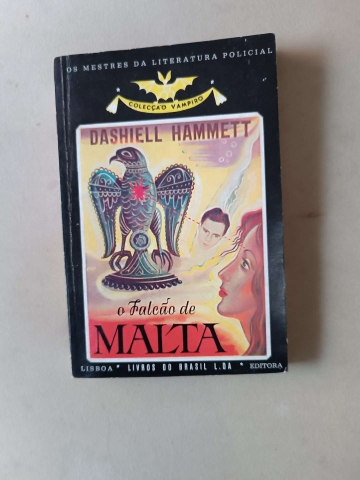 OS MESTRES DA LITERATURA POLICIAL
COLECÇÃO VAMPIRO
DASHIELL HAMMETT
o Falcão de
MALTA
LISBOA * LIVROS DO BRASIL L.DA * EDITORA